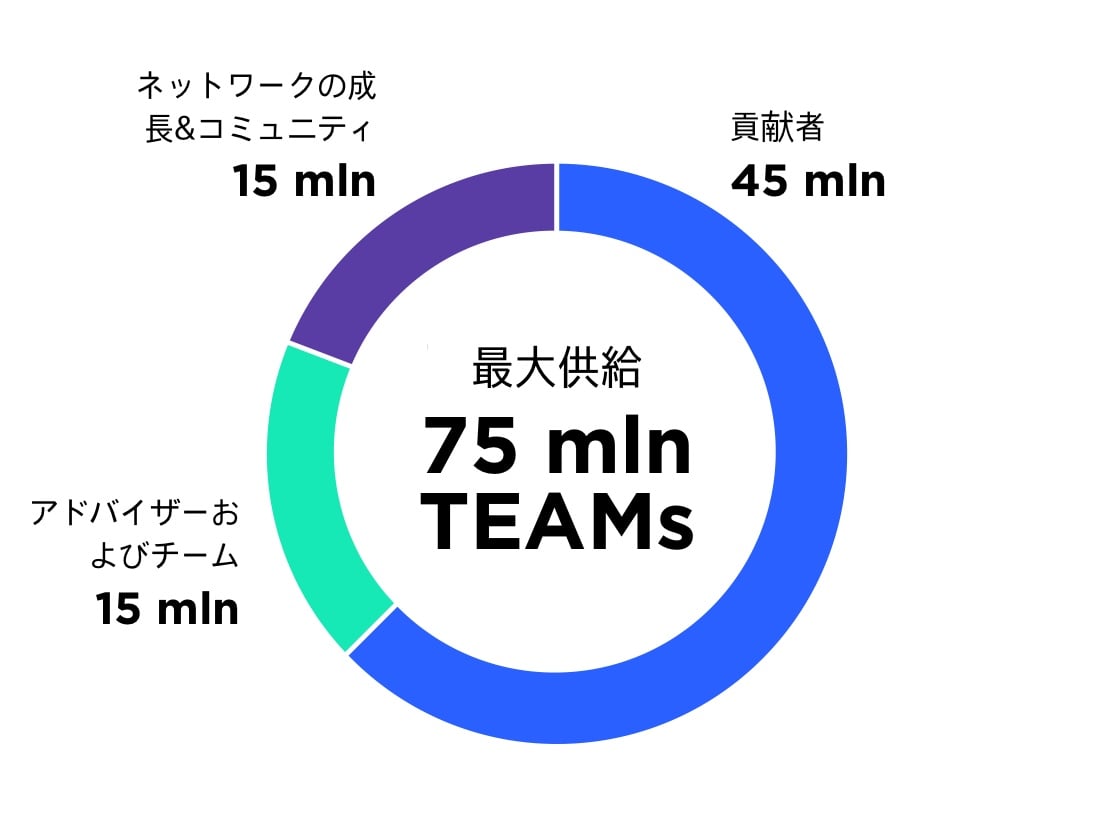 ネットワークの成
長&コミュニティ
15 mln
貢献者
45 mln
最大供給
75 mln
TEAMs
アドバイザーお
よびチーム
15 mln